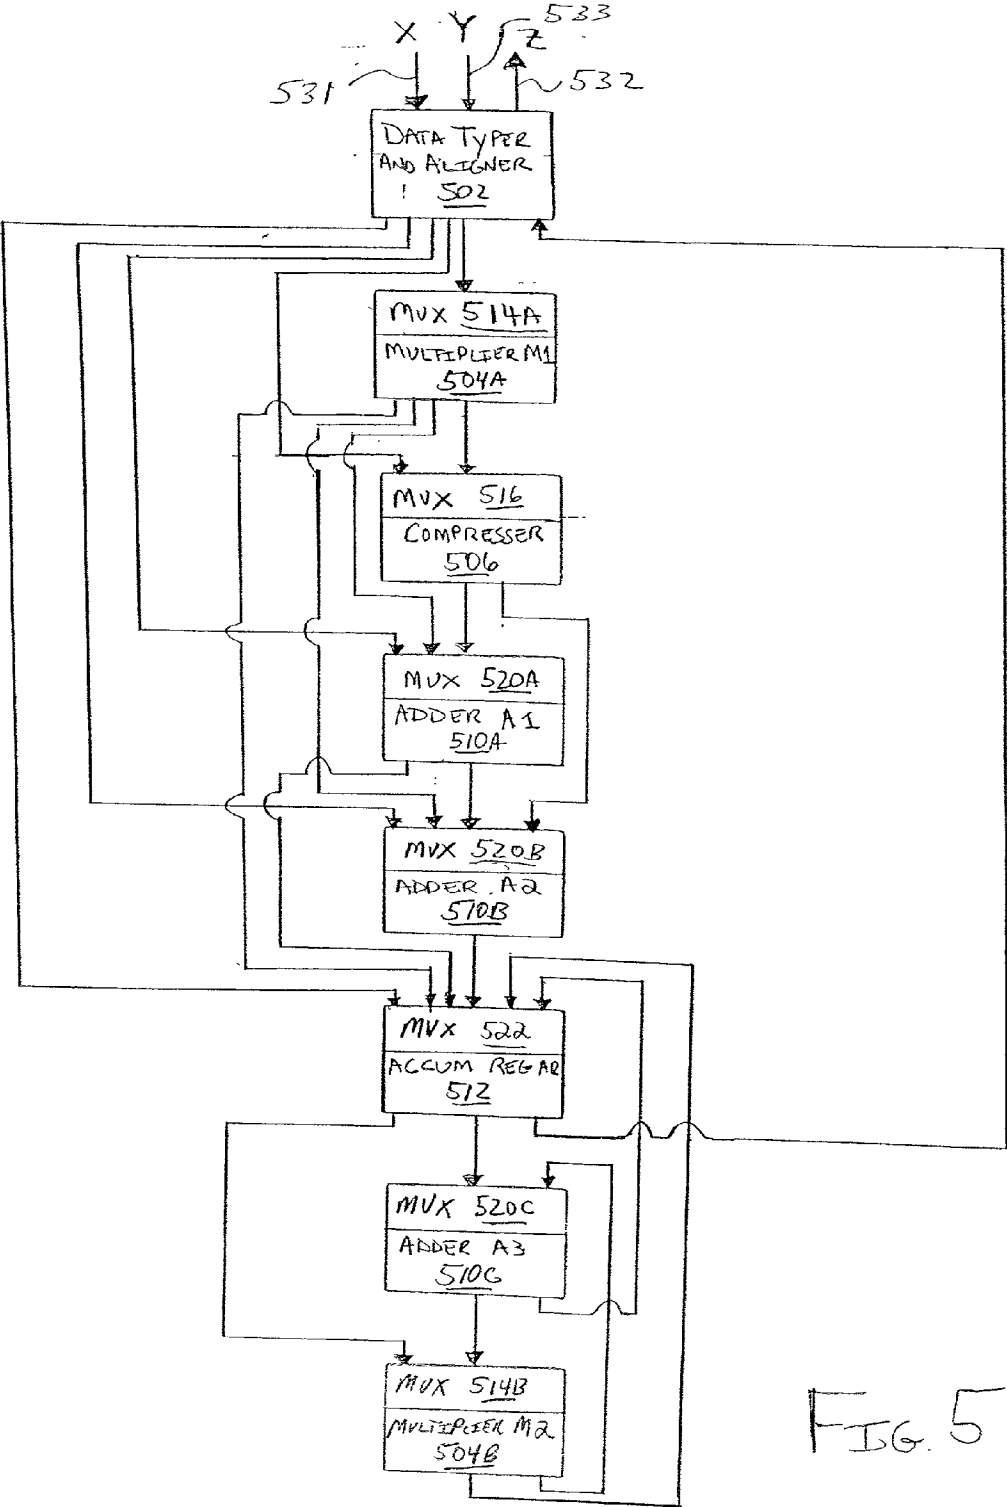 533
X Y Z
531
532
DATA TYPER
AND ALIGNER
502
MUX 514A
MULTIPLIER M1
504A
MUX 516
COMPRESSER
506
MUX 520A
ADDER A1
510A
MUX 520B
ADDER A2
510B
MUX 522
ACCUM REG AR
512
MUX 520C
ADDER A3
510C
MUX 514B
MULTIPLIER M2
504B
FIG. 5